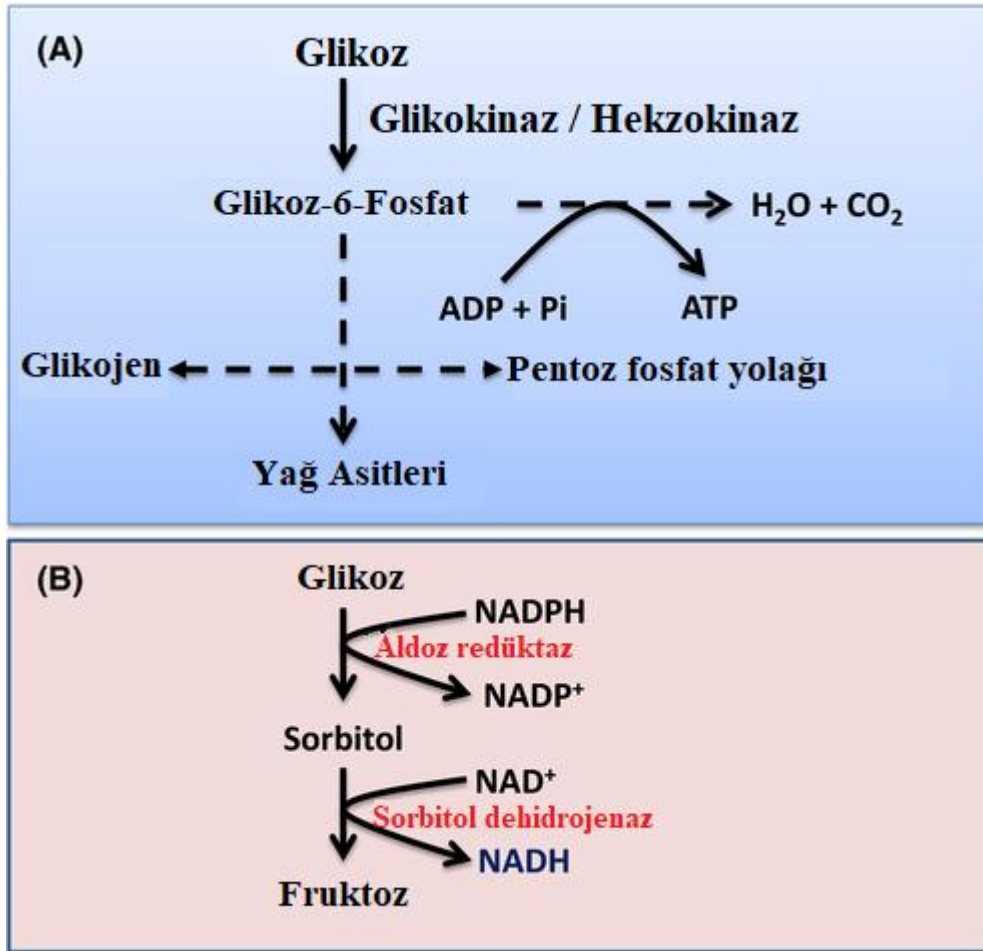 (A)
Glikoz
Glikokinaz / Hekzokinaz
Glikoz-6-Fosfat
H₂O + CO₂
ADP + Pi
ATP
Glikojen
Pentoz fosfat yolağı
Yağ Asitleri
(B)
Glikoz
NADPH
Aldoz redüktaz
NADP⁺
Sorbitol
NAD⁺
Sorbitol dehidrojenaz
NADH
Fruktoz